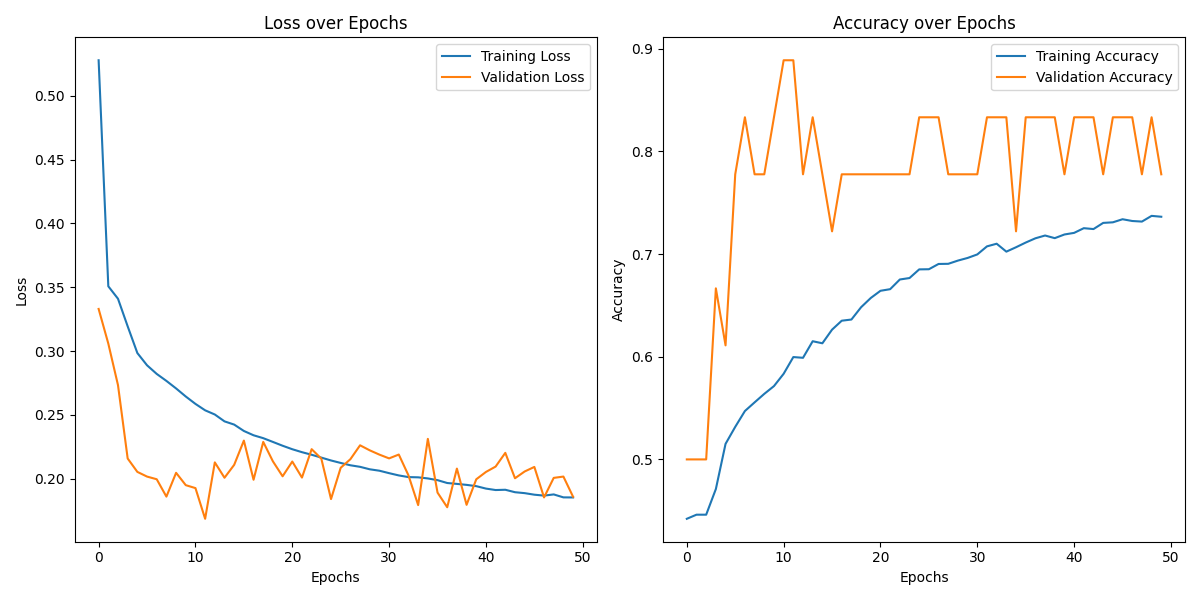 Loss over Epochs
Training Loss
Validation Loss
0.50
0.45
0.40
0.35
0.30
0.25
0.20
Loss
0 10 20 30 40 50
Epochs
Accuracy over Epochs
Training Accuracy
Validation Accuracy
0.9
0.8
0.7
0.6
0.5
Accuracy
0 10 20 30 40 50
Epochs